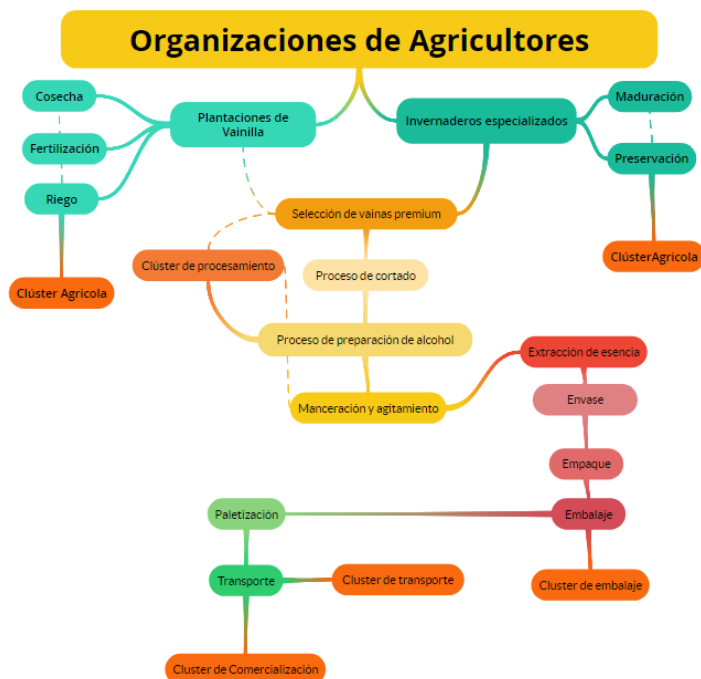 Organizaciones de Agricultores
Cosecha
Maduración
Plantaciones de
Vainilla
Invernaderos especializados
Fertilización
Preservación
Riego
Selección de vainas premium
Clúster de procesamiento
Proceso de cortado
ClústerAgricola
Clúster Agricola
Proceso de preparación de alcohol
Extracción de esencia
Manceración y agitamiento
Envase
Empaque
Paletización
Embalaje
Transporte
Cluster de transporte
Cluster de embalaje
Cluster de Comercialización